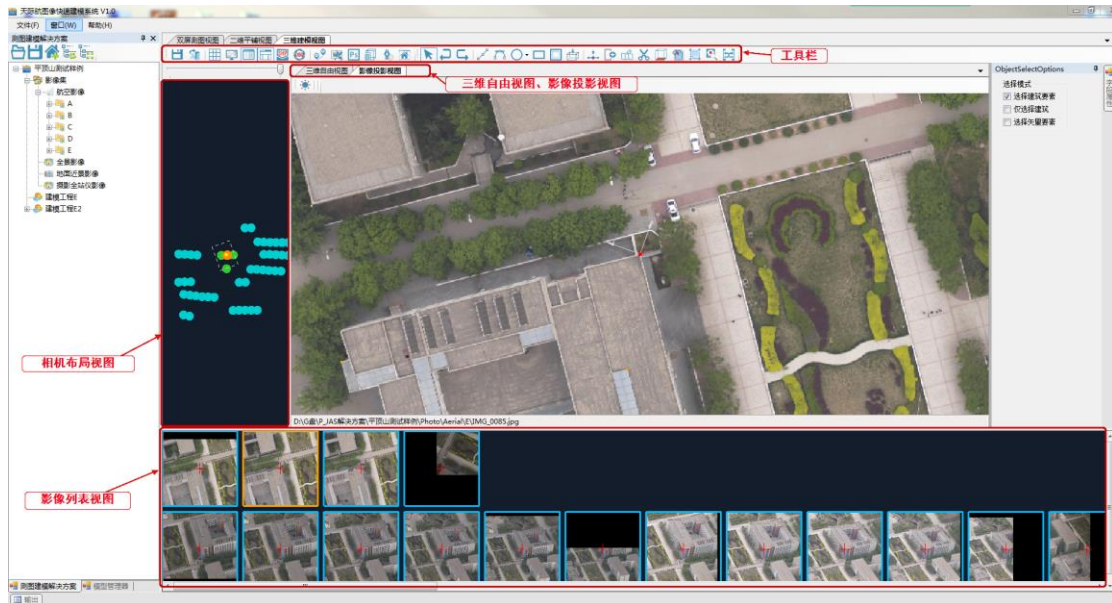 天际航图像快速建模系统 V1.0
文件(F) 窗口(W) 帮助(H)
测图建模解决方案
双屏测图视图 二维平铺视图 三维建模视图
工具栏
平顶山测试样例
影像集
航空影像
A
B
C
D
E
全景影像
地面近景影像
摄影全站仪影像
建模工程E
建模工程E2
三维自由视图 影像投影视图
三维自由视图、影像投影视图
ObjectSelectOptions
选择模式
选择建筑要素
仅选择建筑
选择矢量要素
相机布局视图
D:\G盘\P_JAS解决方案\平顶山测试样例\Photo\Aerial\E\IMG_0085.jpg
影像列表视图
测图建模解决方案 模型管理器
输出